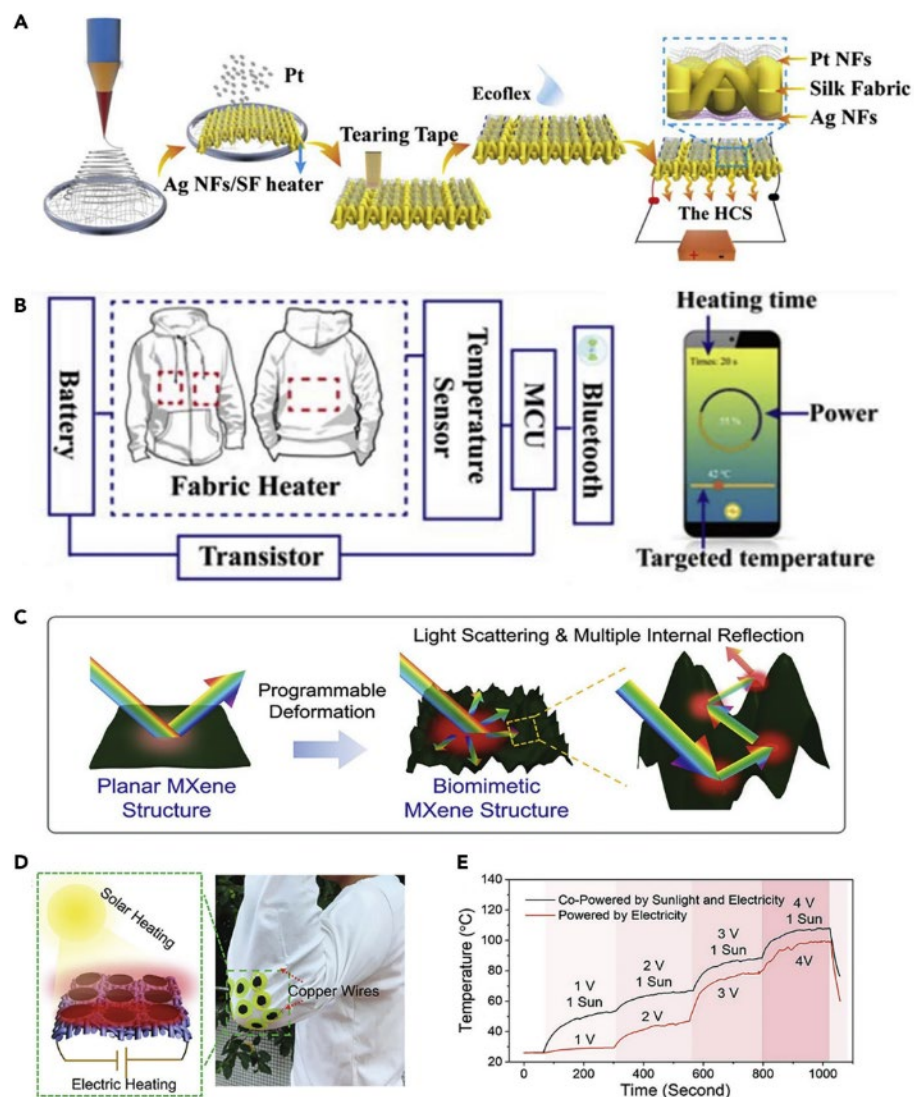 A
Pt
Ag NFs/SF heater
Tearing Tape
Ecoflex
Pt NFs
Silk Fabric
Ag NFs
The HCS
+ -
B
Battery
Fabric Heater
Temperature
Sensor
MCU
Bluetooth
Transistor
Heating time
Times: 20 s
55 %
Power
42 °C
Targeted temperature
C
Light Scattering & Multiple Internal Reflection
Programmable
Deformation
Planar MXene
Structure
Biomimetic
MXene Structure
D
Solar Heating
Copper Wires
Electric Heating
E
Temperature (°C)
140
120
100
80
60
40
20
Co-Powered by Sunlight and Electricity
Powered by Electricity
1 V
1 Sun
2 V
1 Sun
3 V
1 Sun
4 V
1 Sun
1 V
2 V
3 V
4V
0 200 400 600 800 1000
Time (Second)